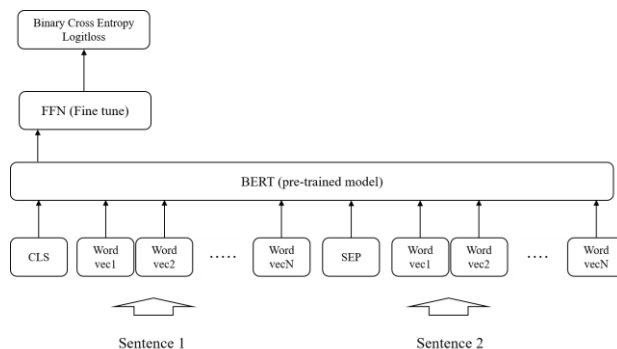 Binary Cross Entropy
Logitloss
FFN (Fine tune)
BERT (pre-trained model)
CLS
Word
vec1
Word
vec2
.....
Word
vecN
SEP
Word
vec1
Word
vec2
....
Word
vecN
Sentence 1
Sentence 2